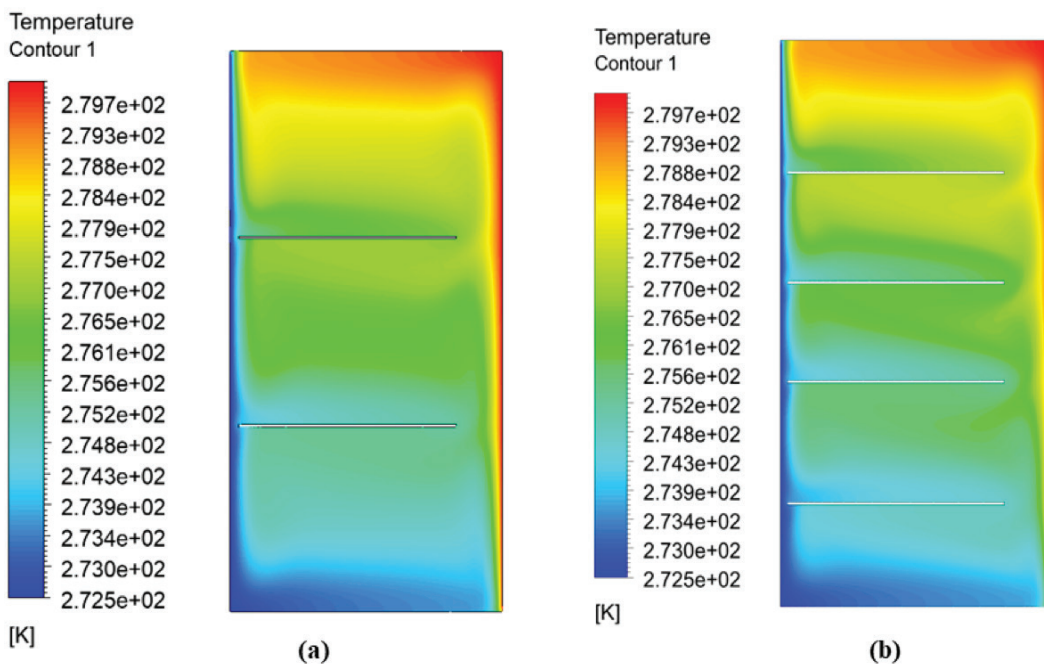 Temperature
Contour 1
2.797e+02
2.793e+02
2.788e+02
2.784e+02
2.779e+02
2.775e+02
2.770e+02
2.765e+02
2.761e+02
2.756e+02
2.752e+02
2.748e+02
2.743e+02
2.739e+02
2.734e+02
2.730e+02
2.725e+02
[K]
(a)
Temperature
Contour 1
2.797e+02
2.793e+02
2.788e+02
2.784e+02
2.779e+02
2.775e+02
2.770e+02
2.765e+02
2.761e+02
2.756e+02
2.752e+02
2.748e+02
2.743e+02
2.739e+02
2.734e+02
2.730e+02
2.725e+02
[K]
(b)